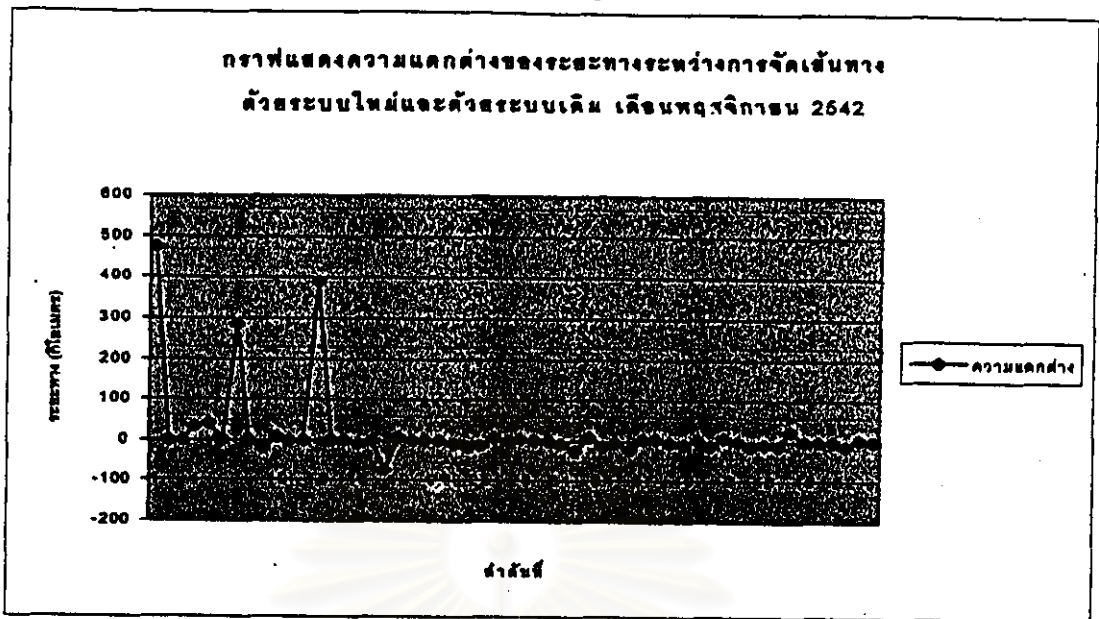 กราฟแสดงความแตกต่างของระยะทางระหว่างการจัดเส้นทาง
ด้วยระบบใหม่และด้วยระบบเดิม เดือนพฤศจิกายน 2542
600
500
400
300
200
100
0
-100
-200
ระยะทาง (กิโลเมตร)
ลำดับที่
ความแตกต่าง